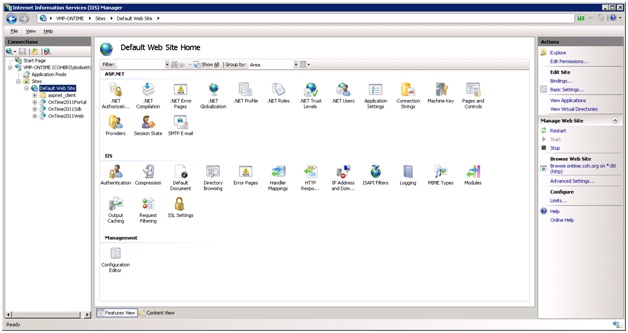 Internet Information Services (IIS) Manager
VMP-ONTIME ▸ Sites ▸ Default Web Site ▸
File View Help
Connections
Start Page
VMP-ONTIME
Application Pools
Sites
Default Web Site
aspnet_client
OnTime2011Portal
OnTime2011Sdk
OnTime2011Web
Default Web Site Home
Filter: Go Show All Group by: Area
ASP.NET
.NET Authorizati... .NET Compilation .NET Error Pages .NET Globalization .NET Profile .NET Roles .NET Trust Levels .NET Users Application Settings Connection Strings Machine Key Pages and Controls
Providers Session State SMTP E-mail
IIS
Authentication Compression Default Document Directory Browsing Error Pages Handler Mappings HTTP Respo... IP Address and Dom... ISAPI Filters Logging MIME Types Modules
Output Caching Request Filtering SSL Settings
Management
Configuration Editor
Features View Content View
Ready
Actions
Explore
Edit Permissions...
Edit Site
Bindings...
Basic Settings...
View Applications
View Virtual Directories
Manage Web Site
Restart
Start
Stop
Browse Web Site
Browse ontime.csh.org on *:80 (http)
Advanced Settings...
Configure
Limits...
Help
Online Help